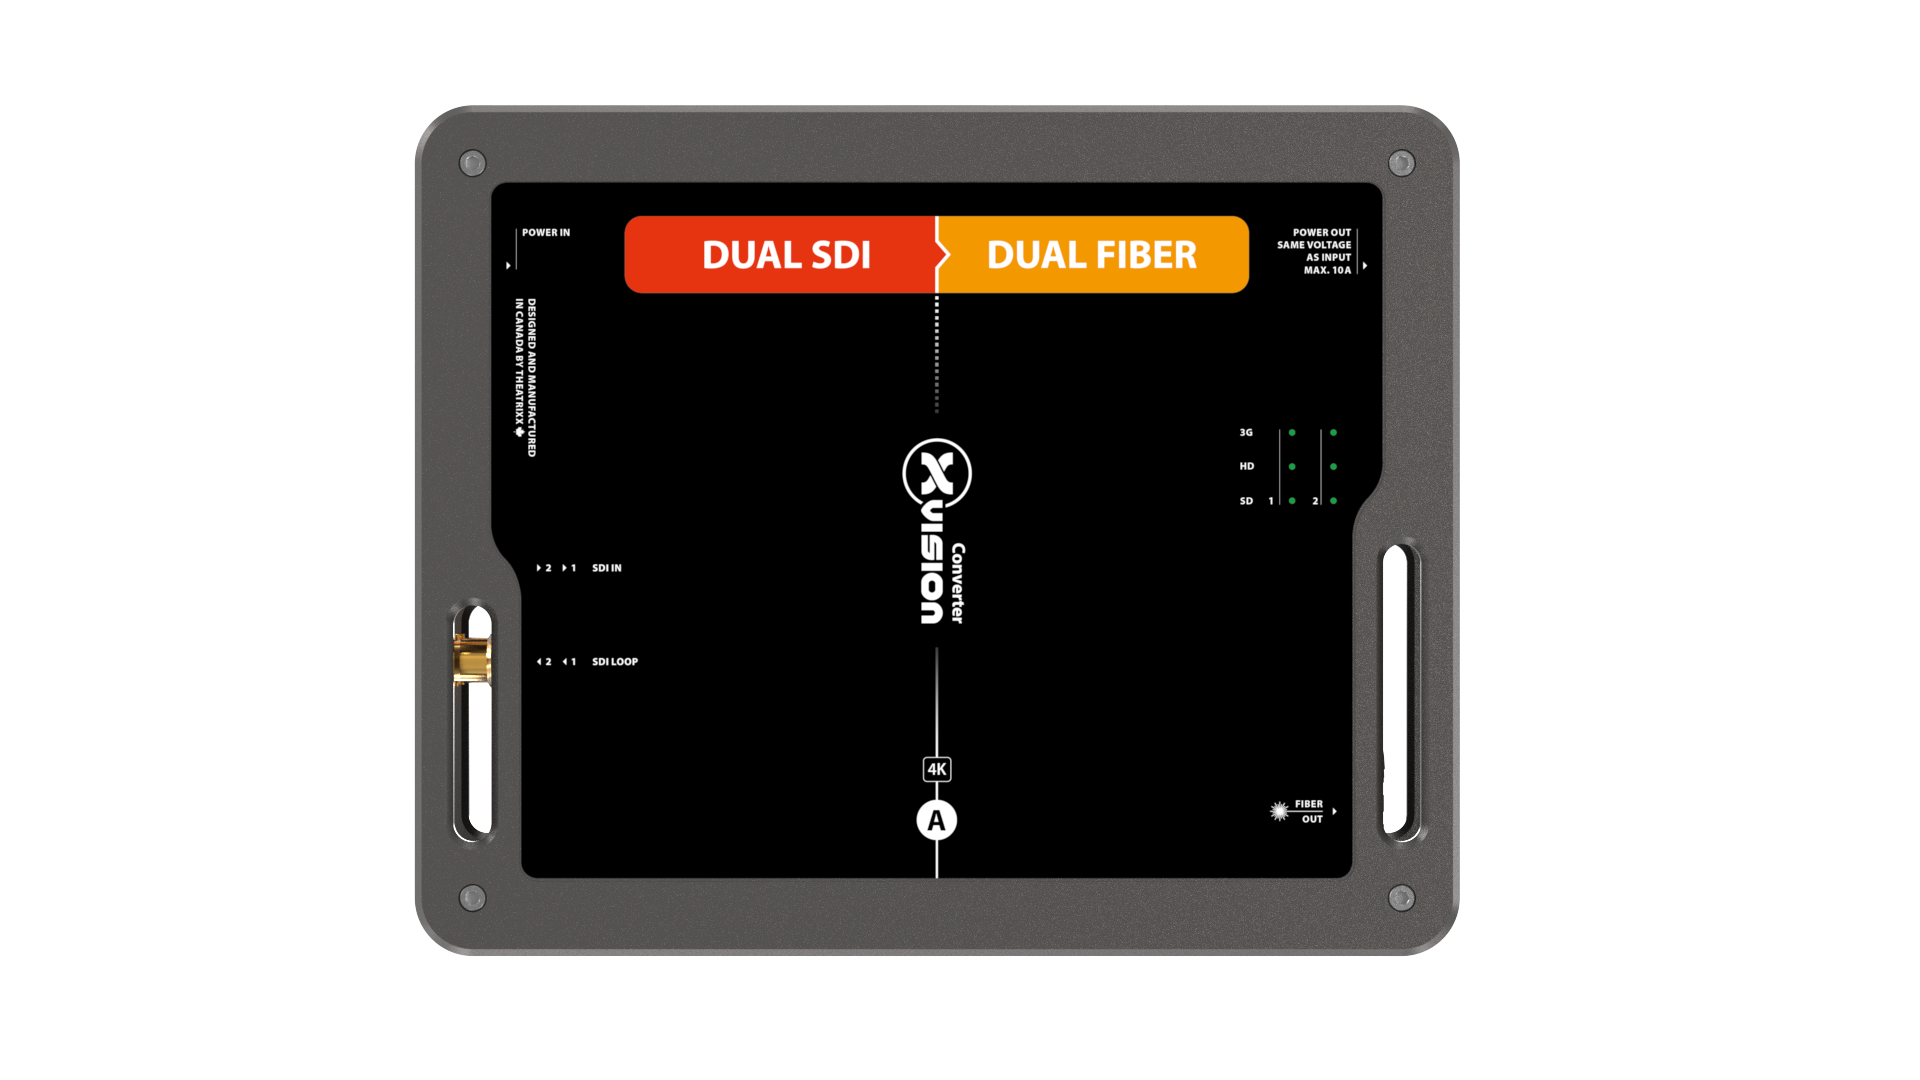 POWER IN
DUAL SDI
DUAL FIBER
POWER OUT
SAME VOLTAGE
AS INPUT
MAX. 10A
DESIGNED AND MANUFACTURED
IN CANADA BY THEATRIXX
3G
HD
SD 1 2
xvision
Converter
2 1 SDI IN
2 1 SDI LOOP
4K
A
FIBER
OUT